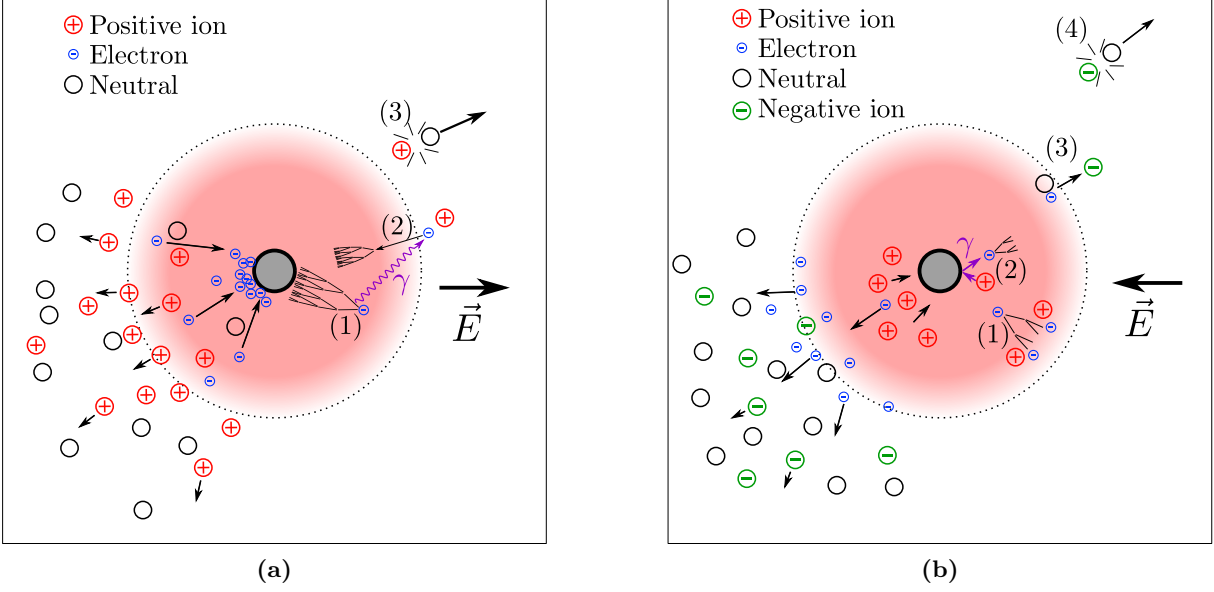 Positive ion
Electron
Neutral
(3)
(2)
γ
(1)
E⃗
(a)
Positive ion
Electron
Neutral
Negative ion
(4)
(3)
γ
(2)
(1)
E⃗
(b)